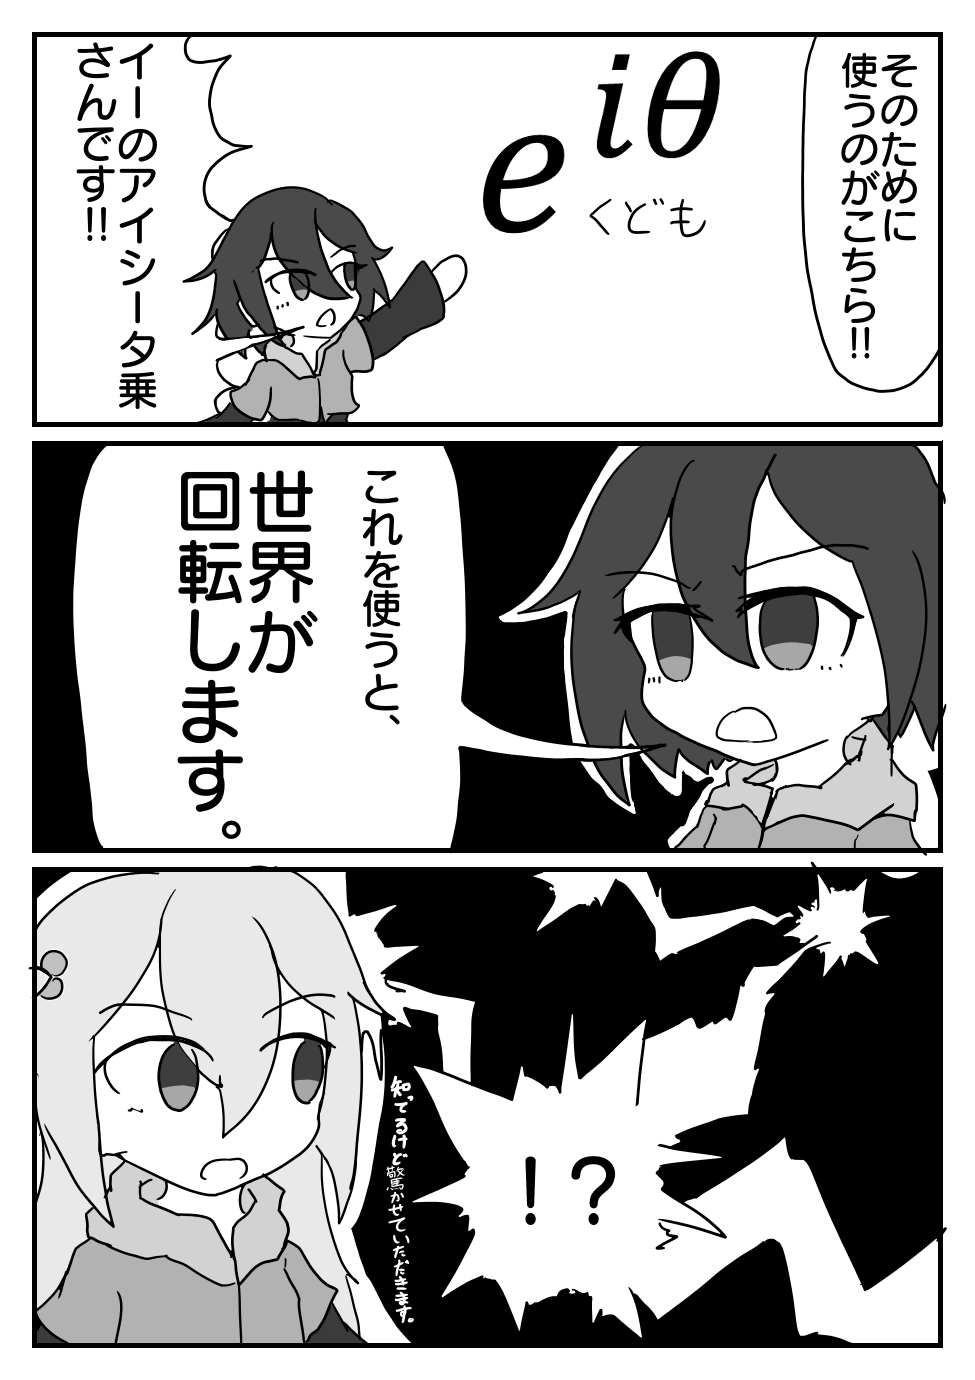 そのために
使うのがこちら!!
e^{iθ}
くども
イーのアイシータ乗
さんです!!
これを使うと、
世界が
回転します。
!?
知ってるけど驚かせていただきます。